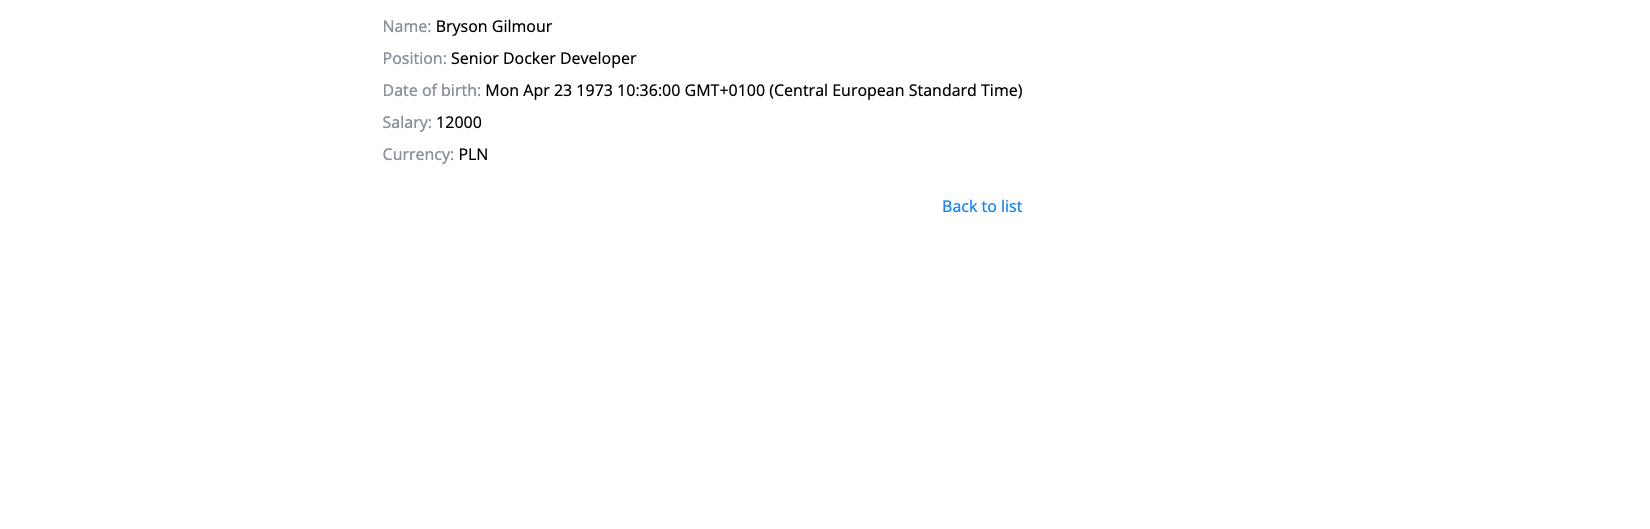 Name: Bryson Gilmour
Position: Senior Docker Developer
Date of birth: Mon Apr 23 1973 10:36:00 GMT+0100 (Central European Standard Time)
Salary: 12000
Currency: PLN
Back to list